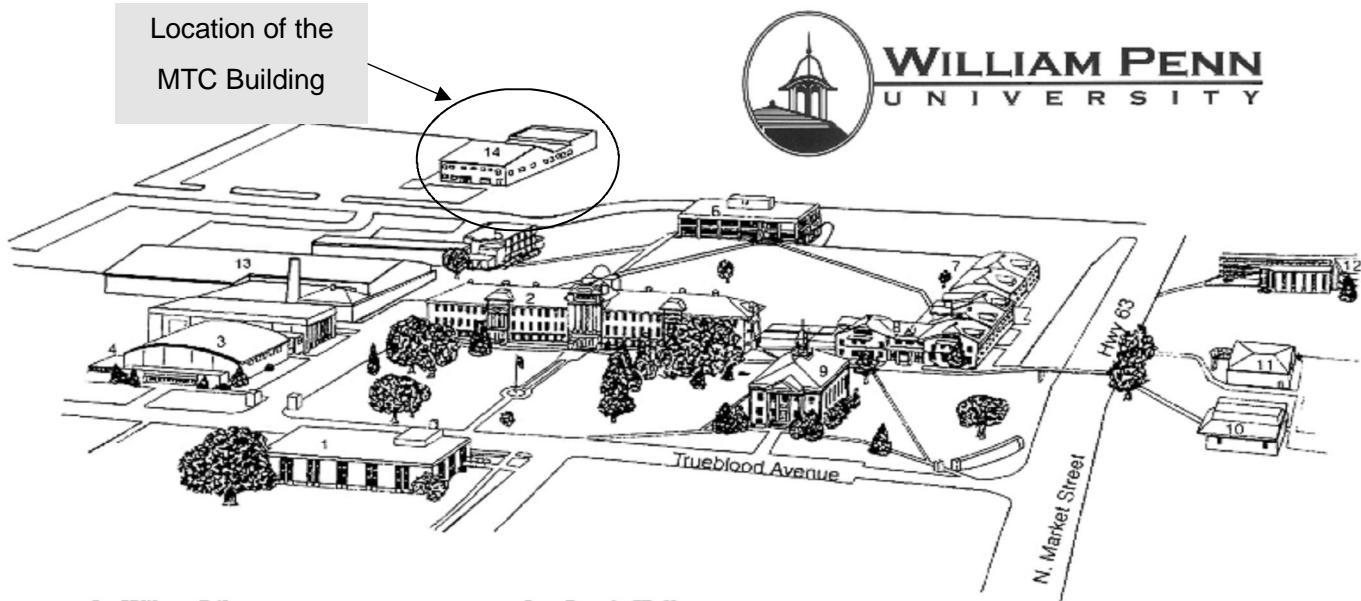 Location of the
MTC Building
WILLIAM PENN
UNIVERSITY
14
13
2
3
4
7
12
Hwy 63
9
11
10
1
Trueblood Avenue
N. Market Street